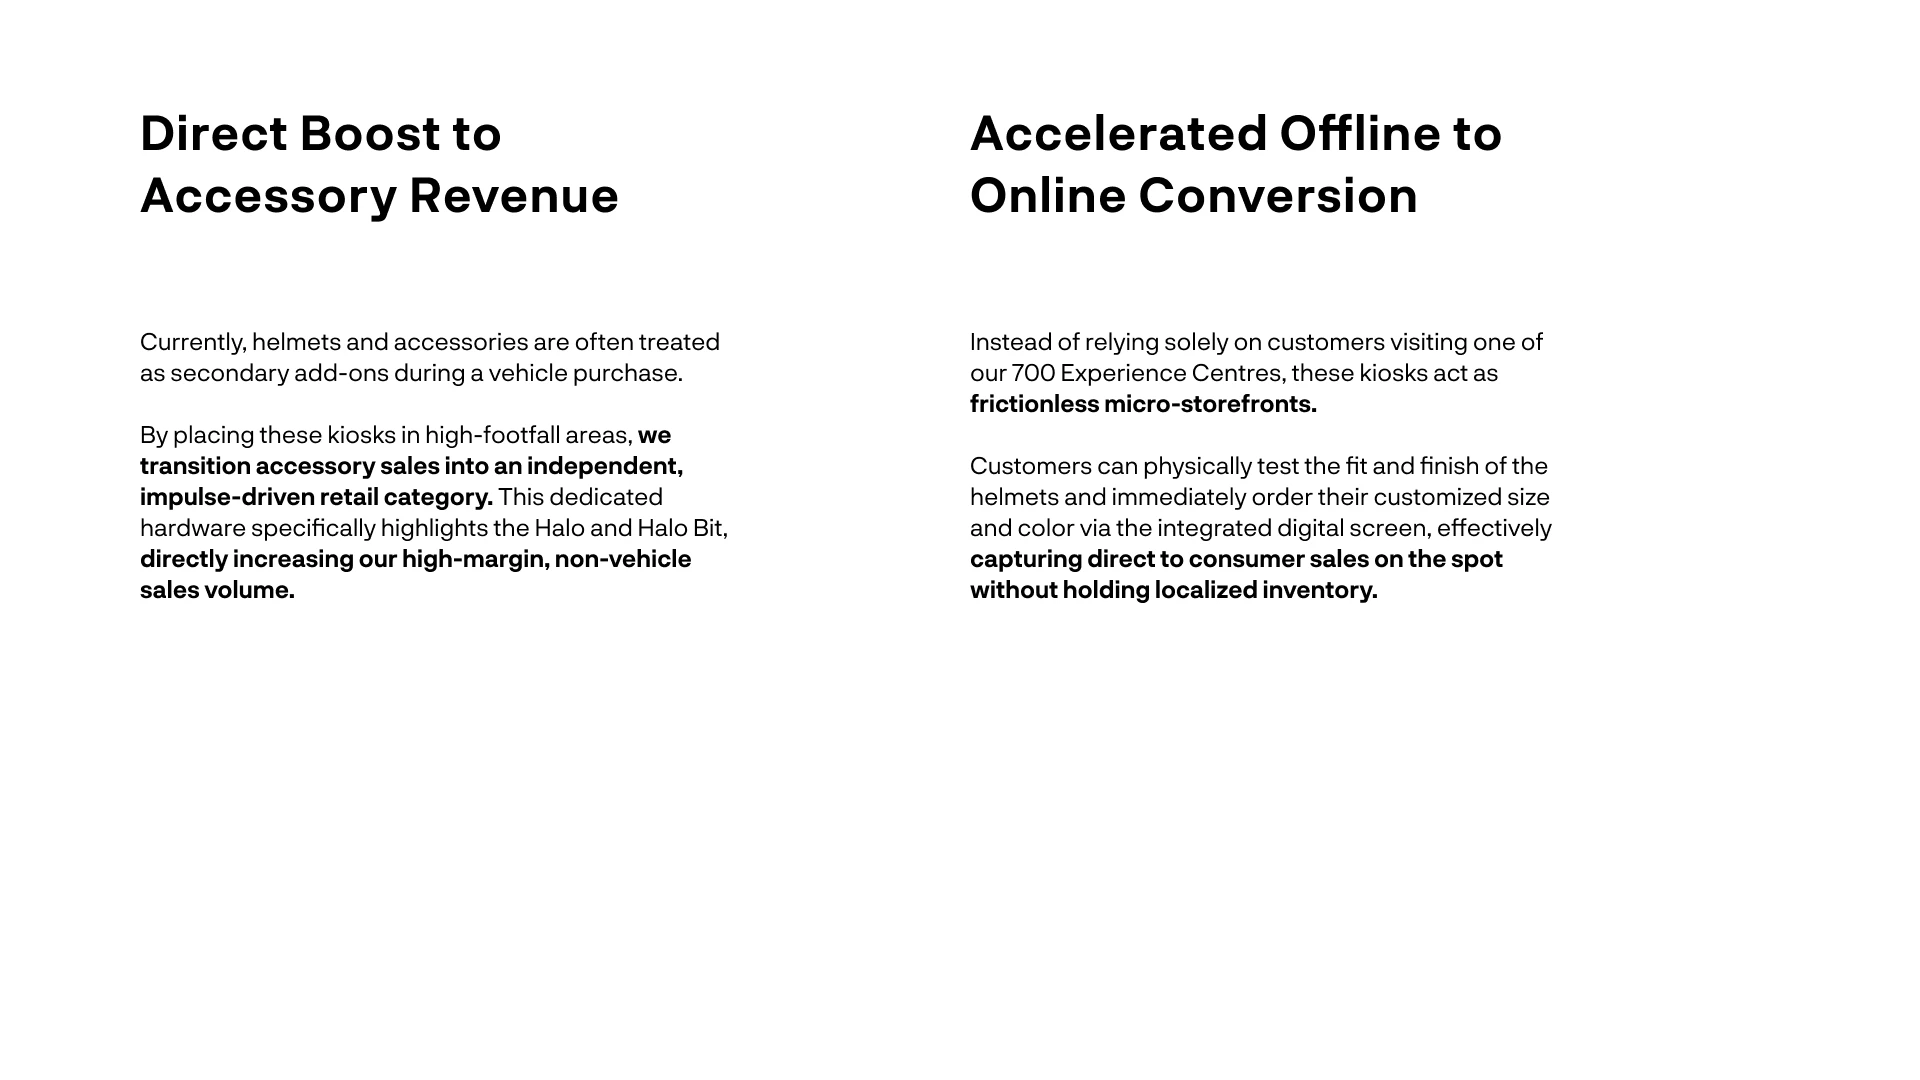 Direct Boost to
Accessory Revenue
Currently, helmets and accessories are often treated
as secondary add-ons during a vehicle purchase.
By placing these kiosks in high-footfall areas, we
transition accessory sales into an independent,
impulse-driven retail category. This dedicated
hardware specifically highlights the Halo and Halo Bit,
directly increasing our high-margin, non-vehicle
sales volume.
Accelerated Offline to
Online Conversion
Instead of relying solely on customers visiting one of
our 700 Experience Centres, these kiosks act as
frictionless micro-storefronts.
Customers can physically test the fit and finish of the
helmets and immediately order their customized size
and color via the integrated digital screen, effectively
capturing direct to consumer sales on the spot
without holding localized inventory.